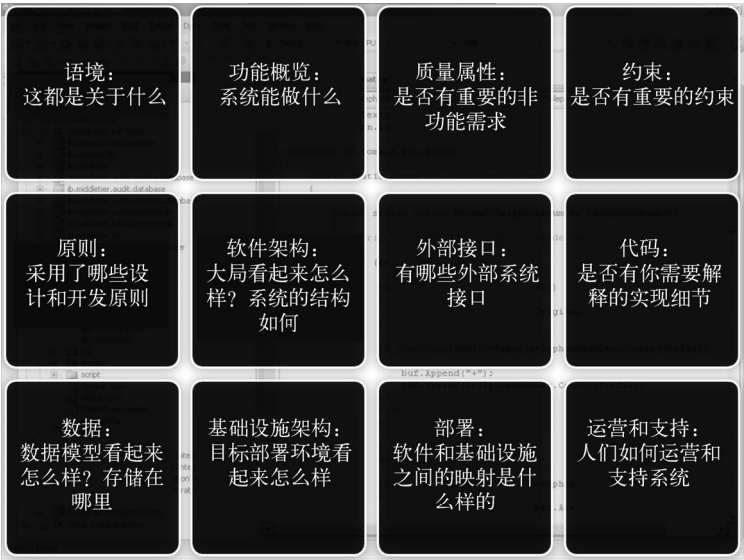 语境：
这都是关于什么
功能概览：
系统能做什么
质量属性：
是否有重要的非
功能需求
约束：
是否有重要的约束
原则：
采用了哪些设
计和开发原则
软件架构：
大局看起来怎么
样？系统的结构
如何
外部接口：
有哪些外部系统
接口
代码：
是否有你需要解
释的实现细节
数据：
数据模型看起来
怎么样？存储在
哪里
基础设施架构：
目标部署环境看
起来怎么样
部署：
软件和基础设施
之间的映射是什
么样的
运营和支持：
人们如何运营和
支持系统
ib.middletier.audit.database
script
buf.Append("+");